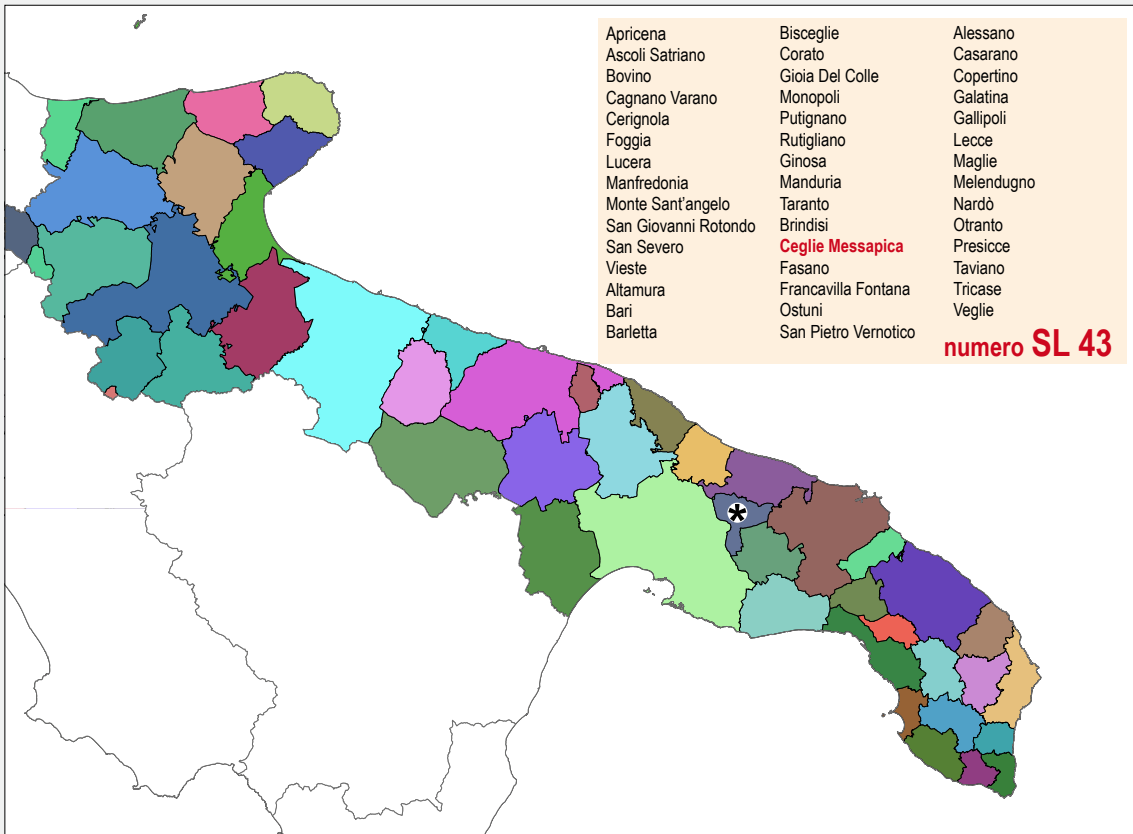 Apricena
Ascoli Satriano
Bovino
Cagnano Varano
Cerignola
Foggia
Lucera
Manfredonia
Monte Sant'angelo
San Giovanni Rotondo
San Severo
Vieste
Altamura
Bari
Barletta
Bisceglie
Corato
Gioia Del Colle
Monopoli
Putignano
Rutigliano
Ginosa
Manduria
Taranto
Brindisi
Ceglie Messapica
Fasano
Francavilla Fontana
Ostuni
San Pietro Vernotico
Alessano
Casarano
Copertino
Galatina
Gallipoli
Lecce
Maglie
Melendugno
Nardò
Otranto
Presicce
Taviano
Tricase
Veglie
numero SL 43
*